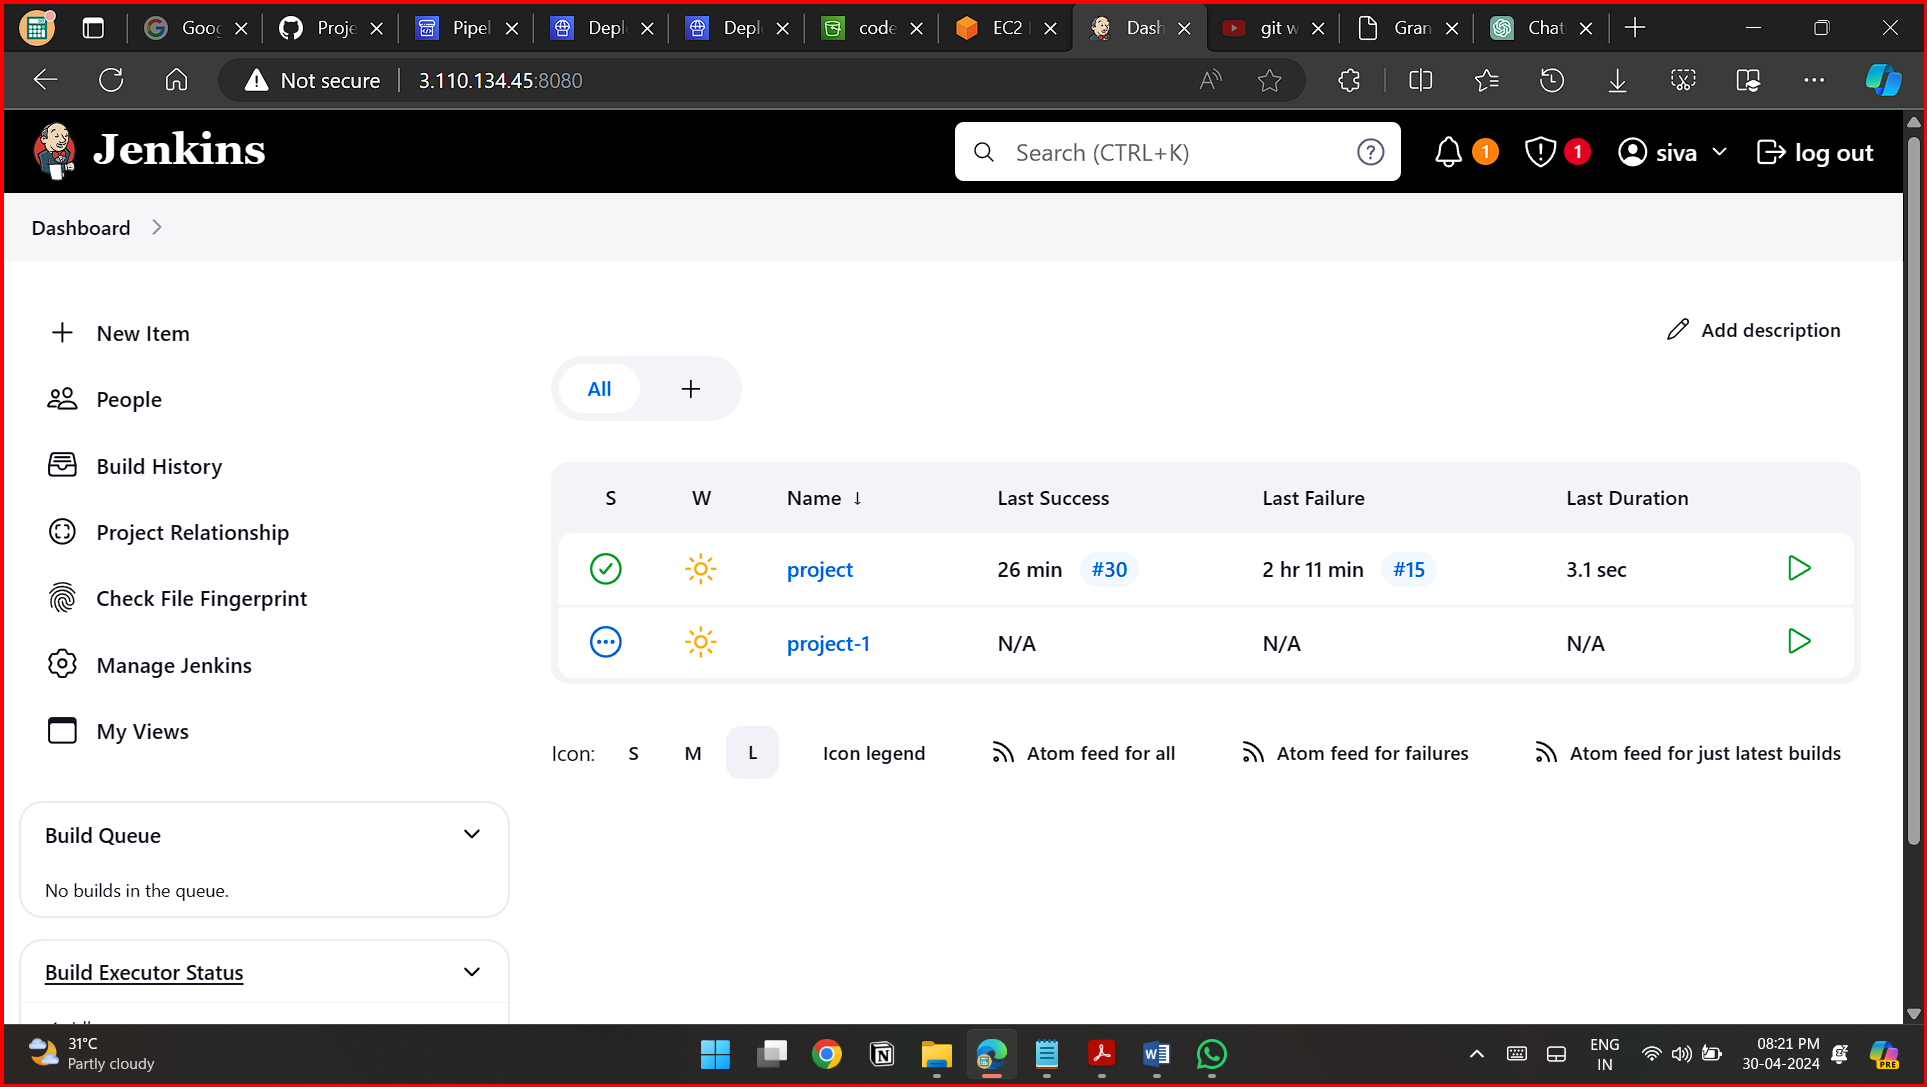 Goog
Proje
Pipel
Deplo
Deplo
code
EC2
Dash
git w
Gran
Chat
Not secure
3.110.134.45:8080
Jenkins
Search (CTRL+K)
1
1
siva
log out
Dashboard
New Item
People
Build History
Project Relationship
Check File Fingerprint
Manage Jenkins
My Views
Add description
All
S W Name ↓ Last Success Last Failure Last Duration
project 26 min #30 2 hr 11 min #15 3.1 sec
project-1 N/A N/A N/A
Icon: S M L Icon legend Atom feed for all Atom feed for failures Atom feed for just latest builds
Build Queue
No builds in the queue.
Build Executor Status
31°C
Partly cloudy
ENG
IN
08:21 PM
30-04-2024
PRE